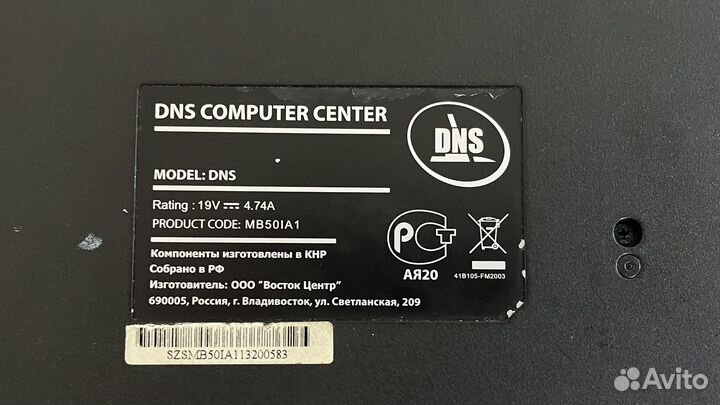 DNS COMPUTER CENTER
DNS
MODEL: DNS
Rating : 19V ⎓ 4.74A
PRODUCT CODE: MB50IA1
РСТ
АЯ20
41B105-FM2003
Компоненты изготовлены в КНР
Собрано в РФ
Изготовитель: ООО "Восток Центр"
690005, Россия, г. Владивосток, ул. Светланская, 209
SZSMB50IA113200583
Avito